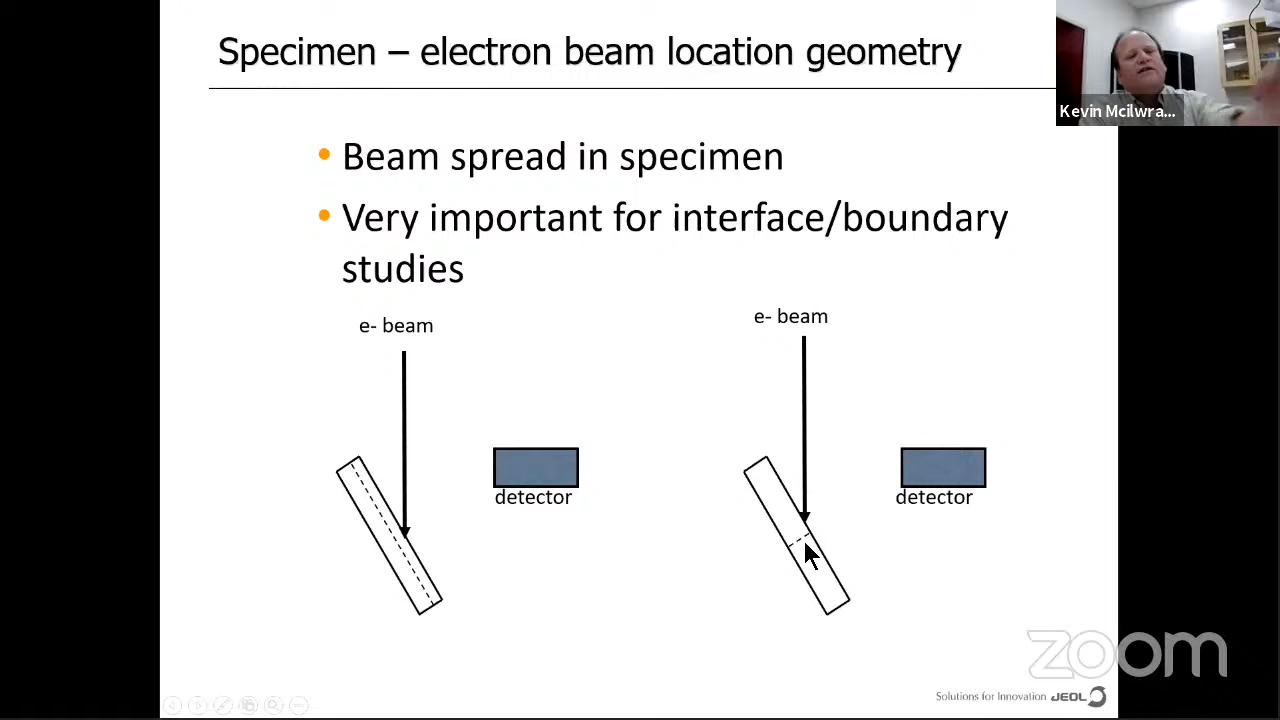 Specimen – electron beam location geometry
Kevin Mcilwra...
• Beam spread in specimen
• Very important for interface/boundary
studies
e- beam
e- beam
detector
detector
zoom
Solutions for Innovation JEOL